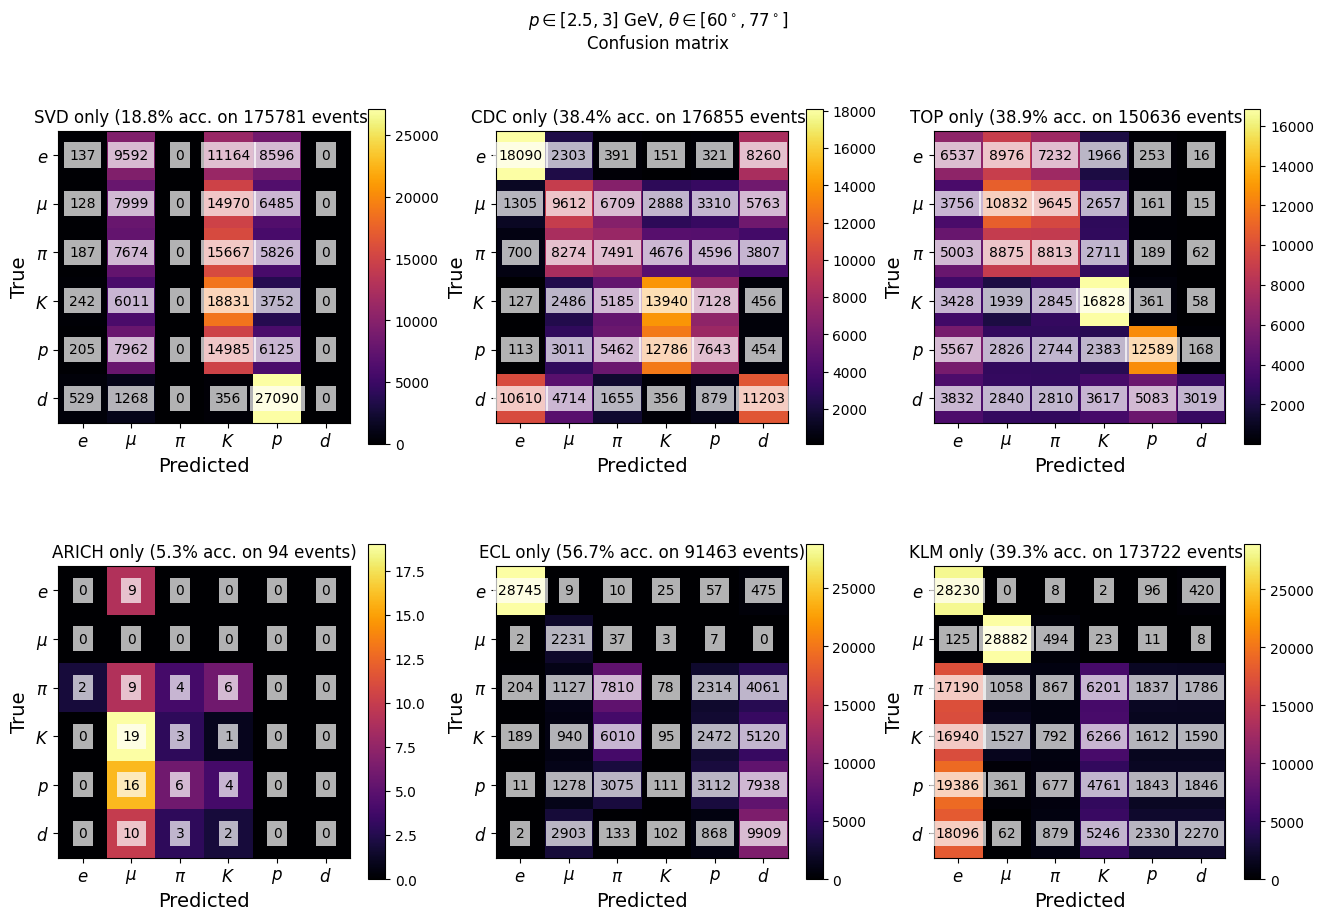 p ∈ [2.5, 3] GeV, θ ∈ [60°, 77°]
Confusion matrix
SVD only (18.8% acc. on 175781 events
True
e 137 9592 0 11164 8596 0
μ 128 7999 0 14970 6485 0
π 187 7674 0 15667 5826 0
K 242 6011 0 18831 3752 0
p 205 7962 0 14985 6125 0
d 529 1268 0 356 27090 0
e μ π K p d
Predicted
25000
20000
15000
10000
5000
0
CDC only (38.4% acc. on 176855 events
True
e 18090 2303 391 151 321 8260
μ 1305 9612 6709 2888 3310 5763
π 700 8274 7491 4676 4596 3807
K 127 2486 5185 13940 7128 456
p 113 3011 5462 12786 7643 454
d 10610 4714 1655 356 879 11203
e μ π K p d
Predicted
18000
16000
14000
12000
10000
8000
6000
4000
2000
TOP only (38.9% acc. on 150636 events
True
e 6537 8976 7232 1966 253 16
μ 3756 10832 9645 2657 161 15
π 5003 8875 8813 2711 189 62
K 3428 1939 2845 16828 361 58
p 5567 2826 2744 2383 12589 168
d 3832 2840 2810 3617 5083 3019
e μ π K p d
Predicted
16000
14000
12000
10000
8000
6000
4000
2000
ARICH only (5.3% acc. on 94 events)
True
e 0 9 0 0 0 0
μ 0 0 0 0 0 0
π 2 9 4 6 0 0
K 0 19 3 1 0 0
p 0 16 6 4 0 0
d 0 10 3 2 0 0
e μ π K p d
Predicted
17.5
15.0
12.5
10.0
7.5
5.0
2.5
0.0
ECL only (56.7% acc. on 91463 events)
True
e 28745 9 10 25 57 475
μ 2 2231 37 3 7 0
π 204 1127 7810 78 2314 4061
K 189 940 6010 95 2472 5120
p 11 1278 3075 111 3112 7938
d 2 2903 133 102 868 9909
e μ π K p d
Predicted
25000
20000
15000
10000
5000
0
KLM only (39.3% acc. on 173722 events
True
e 28230 0 8 2 96 420
μ 125 28882 494 23 11 8
π 17190 1058 867 6201 1837 1786
K 16940 1527 792 6266 1612 1590
p 19386 361 677 4761 1843 1846
d 18096 62 879 5246 2330 2270
e μ π K p d
Predicted
25000
20000
15000
10000
5000
0